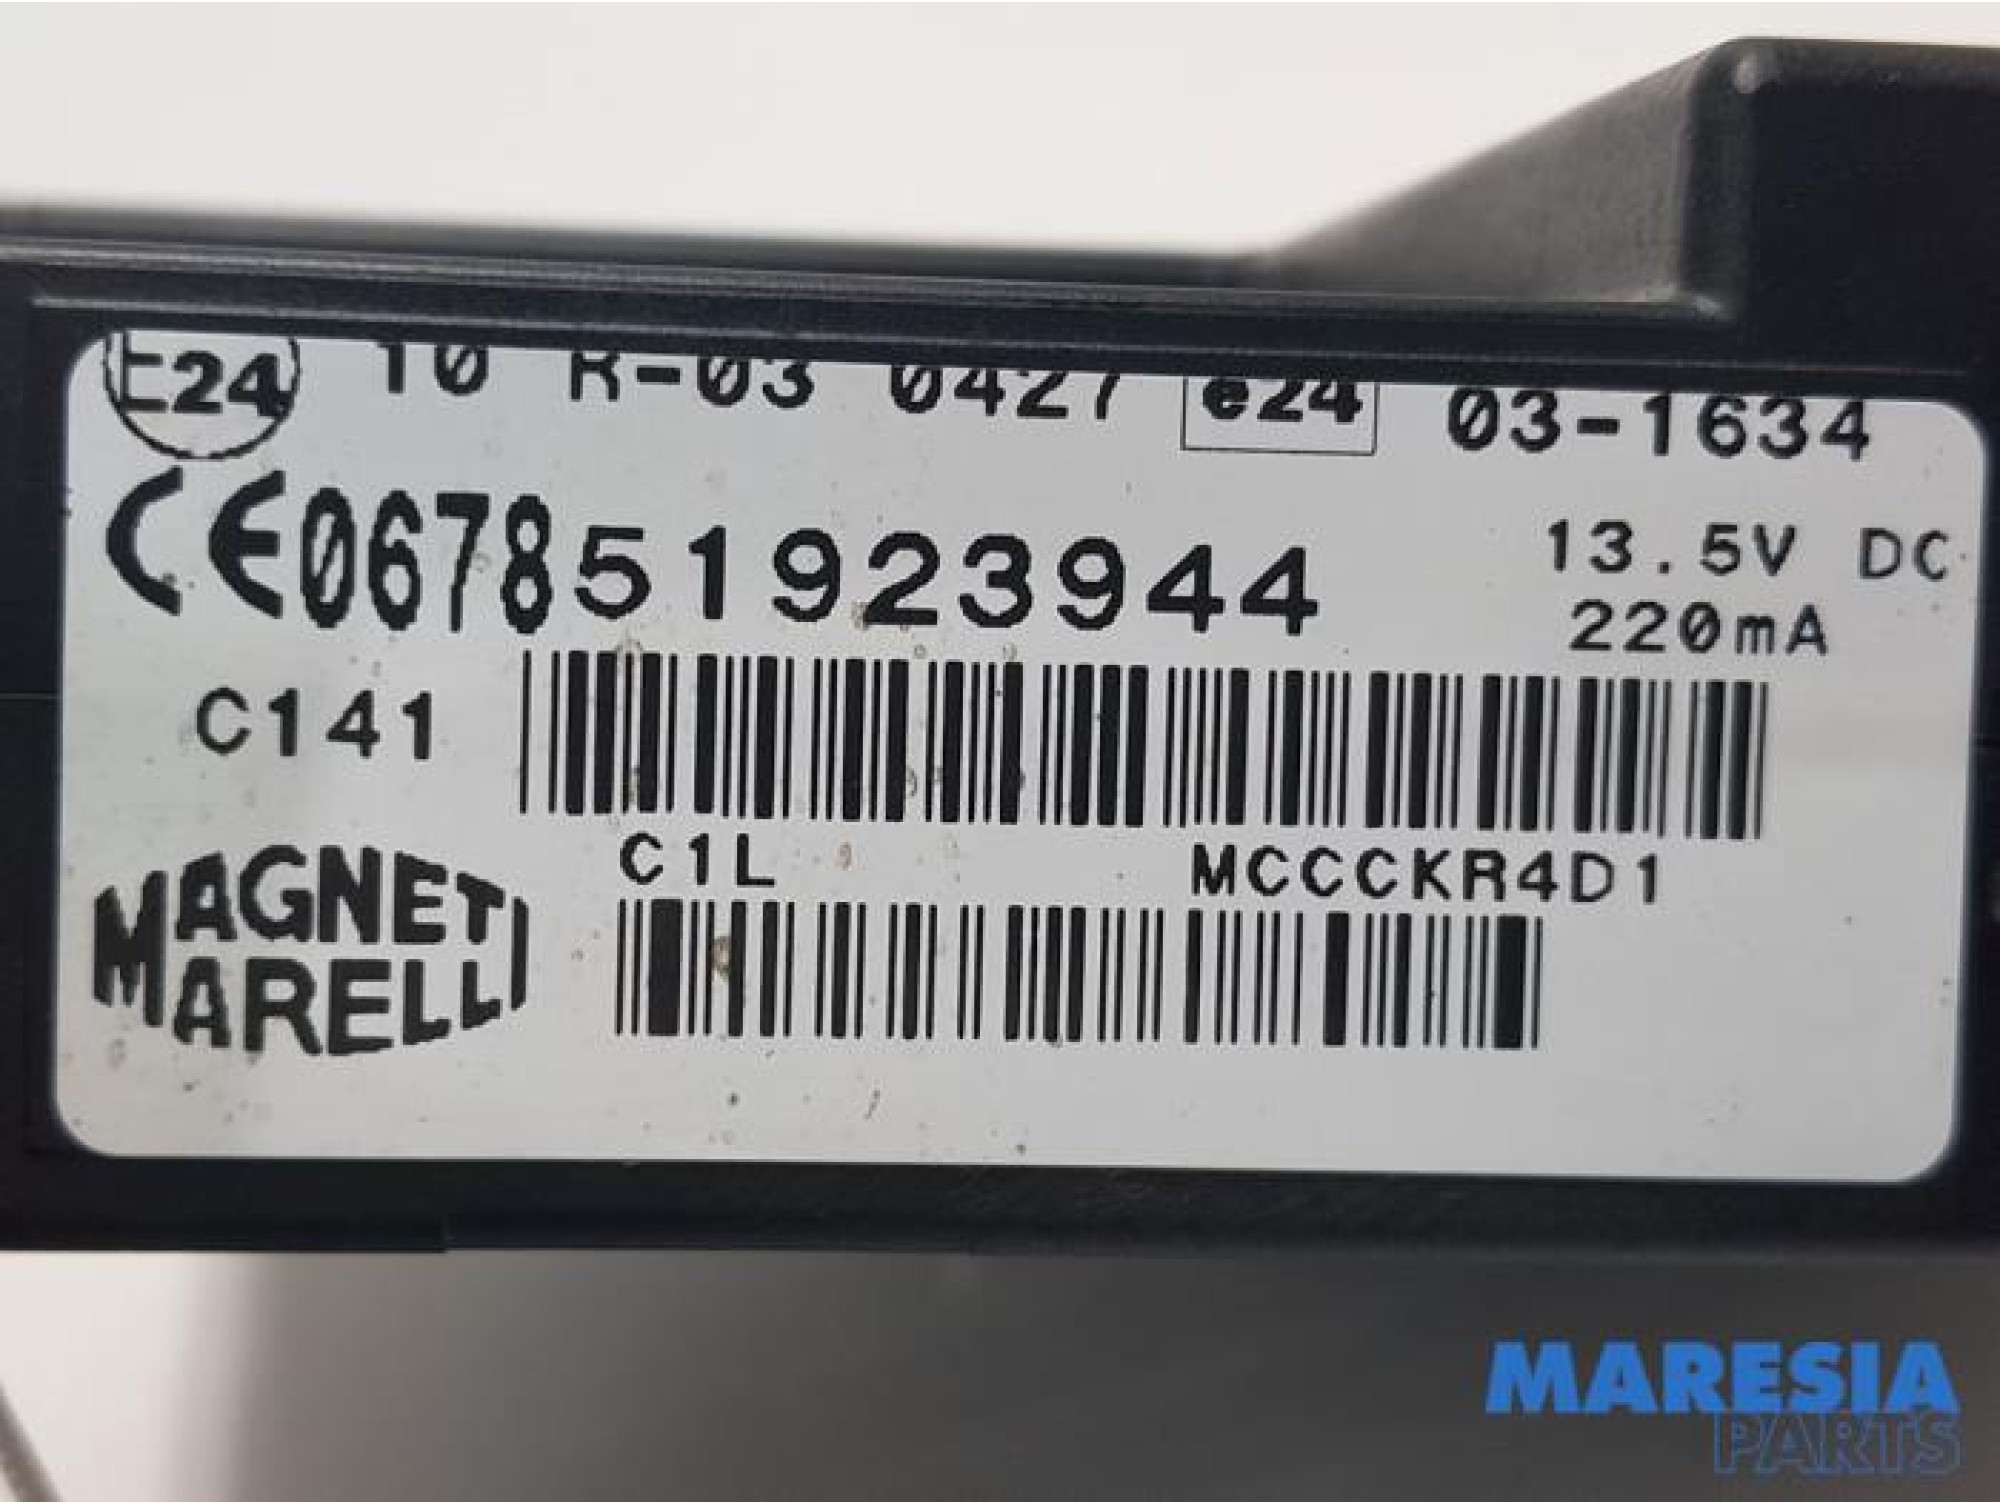 E24 10 R-03 0427 e24 03-1634
CE0678 51923944 13.5V DC
220mA
C141
C1L MCCCKR4D1
MAGNETI
MARELLI
MARESIA
PARTS